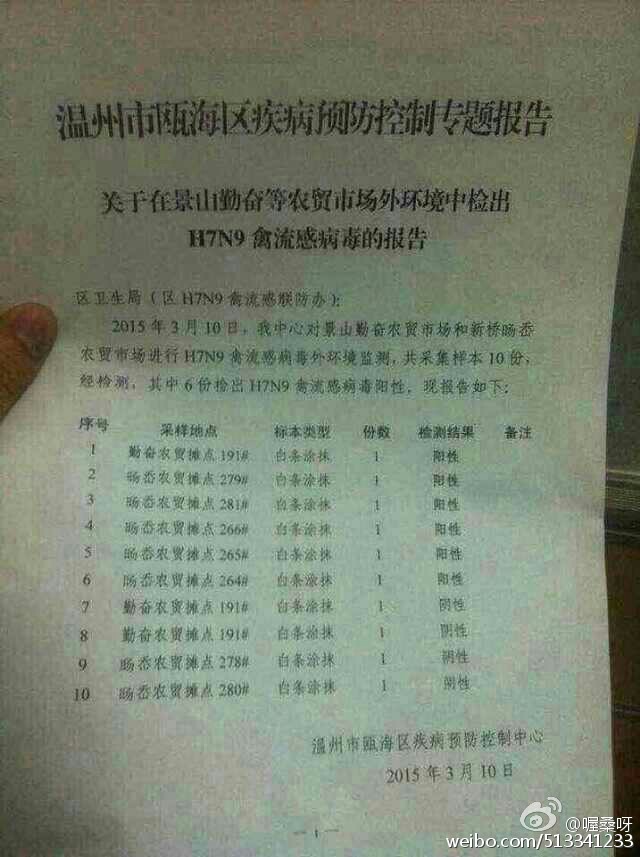 温州市瓯海区疾病预防控制专题报告
关于在景山勤奋等农贸市场外环境中检出
H7N9 禽流感病毒的报告
区卫生局（区 H7N9 禽流感联防办）：
2015 年 3 月 10 日，我中心对景山勤奋农贸市场和新桥旸岙
农贸市场进行 H7N9 禽流感病毒外环境监测，共采集样本 10 份，
经检测，其中 6 份检出 H7N9 禽流感病毒阳性，现报告如下：
序号 采样地点 标本类型 份数 检测结果 备注
1 勤奋农贸摊点 191# 白条涂抹 1 阳性
2 旸岙农贸摊点 279# 白条涂抹 1 阳性
3 旸岙农贸摊点 281# 白条涂抹 1 阳性
4 旸岙农贸摊点 266# 白条涂抹 1 阳性
5 旸岙农贸摊点 265# 白条涂抹 1 阳性
6 旸岙农贸摊点 264# 白条涂抹 1 阳性
7 勤奋农贸摊点 191# 白条涂抹 1 阴性
8 勤奋农贸摊点 191# 白条涂抹 1 阴性
9 旸岙农贸摊点 278# 白条涂抹 1 阴性
10 旸岙农贸摊点 280# 白条涂抹 1 阴性
温州市瓯海区疾病预防控制中心
2015 年 3 月 10 日
— 1 —
@喔桑呀
weibo.com/513341233